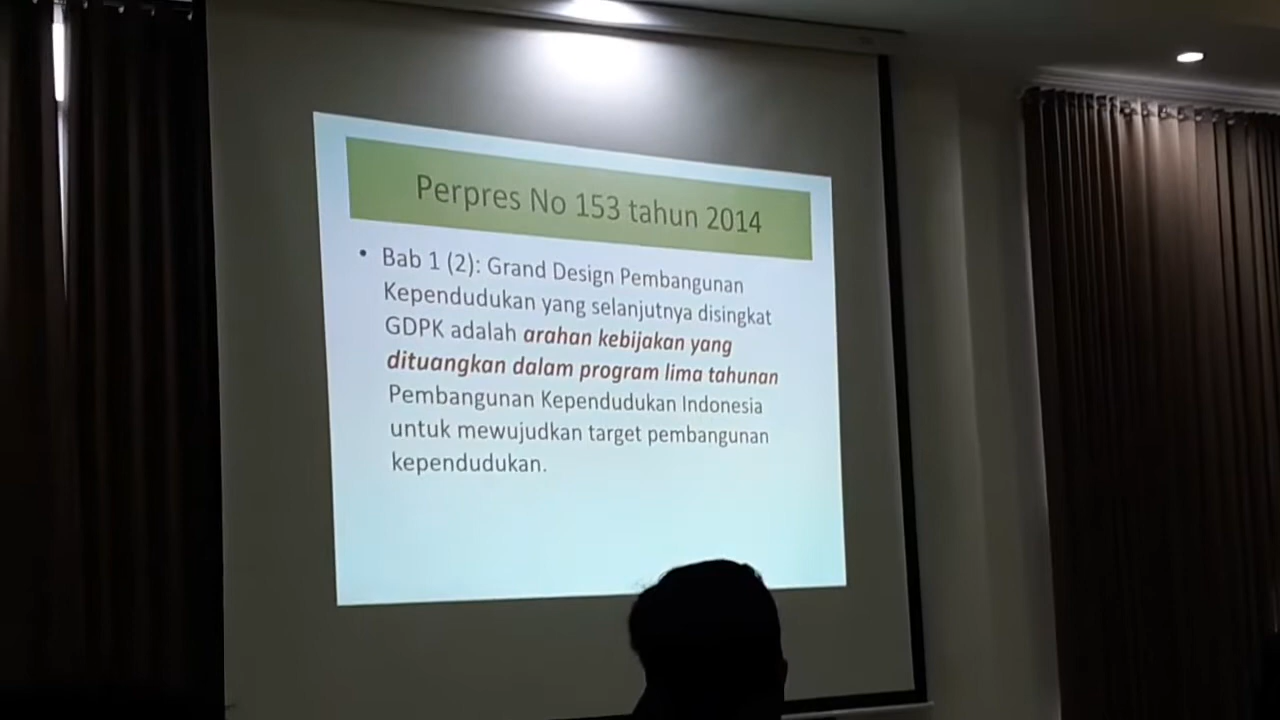 Perpres No 153 tahun 2014
• Bab 1 (2): Grand Design Pembangunan
Kependudukan yang selanjutnya disingkat
GDPK adalah arahan kebijakan yang
dituangkan dalam program lima tahunan
Pembangunan Kependudukan Indonesia
untuk mewujudkan target pembangunan
kependudukan.